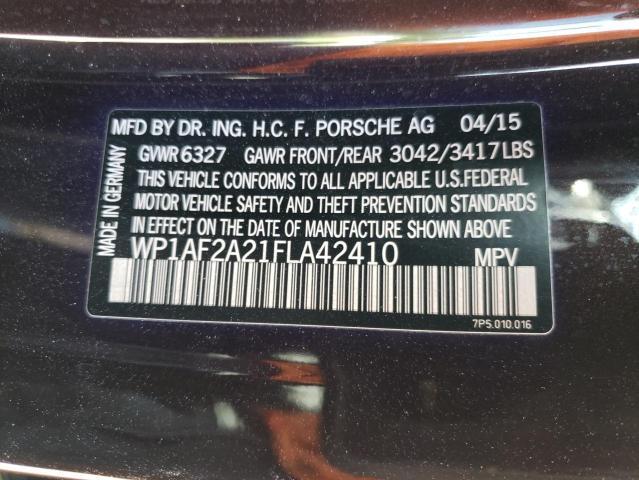 MFD BY DR. ING. H.C. F. PORSCHE AG 04/15
GVWR 6327 GAWR FRONT/REAR 3042/3417LBS
THIS VEHICLE CONFORMS TO ALL APPLICABLE U.S.FEDERAL
MOTOR VEHICLE SAFETY AND THEFT PREVENTION STANDARDS
IN EFFECT ON THE DATE OF MANUFACTURE SHOWN ABOVE
WP1AF2A21FLA42410 MPV
7P5.010.016
MADE IN GERMANY